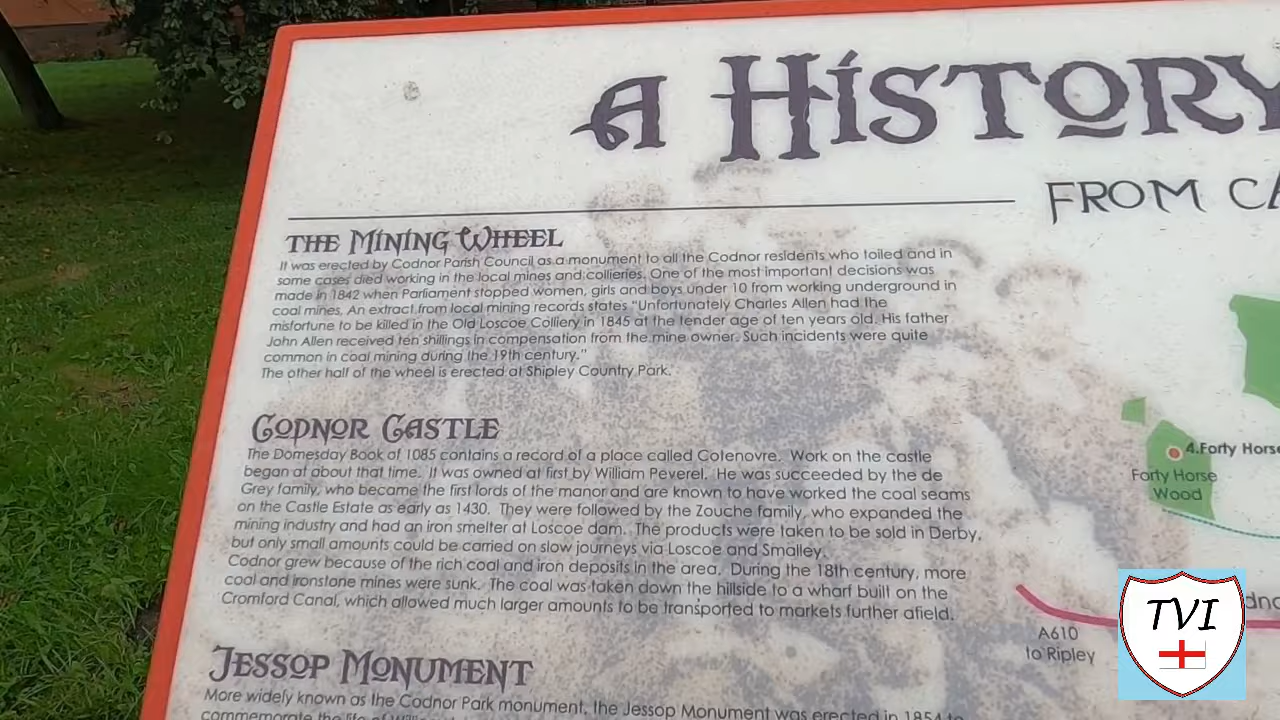 A HISTORY
FROM CA
THE MINING WHEEL
It was erected by Codnor Parish Council as a monument to all the Codnor residents who toiled and in
some cases died working in the local mines and collieries. One of the most important decisions was
made in 1842 when Parliament stopped women, girls and boys under 10 from working underground in
coal mines. An extract from local mining records states "Unfortunately Charles Allen had the
misfortune to be killed in the Old Loscoe Colliery in 1845 at the tender age of ten years old. His father
John Allen received ten shillings in compensation from the mine owner. Such incidents were quite
common in coal mining during the 19th century."
The other half of the wheel is erected at Shipley Country Park.
CODNOR CASTLE
The Domesday Book of 1085 contains a record of a place called Cotenovre. Work on the castle
began at about that time. It was owned at first by William Peverel. He was succeeded by the de
Grey family, who became the first lords of the manor and are known to have worked the coal seams
on the Castle Estate as early as 1430. They were followed by the Zouche family, who expanded the
mining industry and had an iron smelter at Loscoe dam. The products were taken to be sold in Derby,
but only small amounts could be carried on slow journeys via Loscoe and Smalley.
Codnor grew because of the rich coal and iron deposits in the area. During the 18th century, more
coal and ironstone mines were sunk. The coal was taken down the hillside to a wharf built on the
Cromford Canal, which allowed much larger amounts to be transported to markets further afield.
JESSOP MONUMENT
More widely known as the Codnor Park monument, the Jessop Monument was erected in 1854 to
commemorate the life of
4.Forty Horse
Forty Horse
Wood
A610
to Ripley
TVI